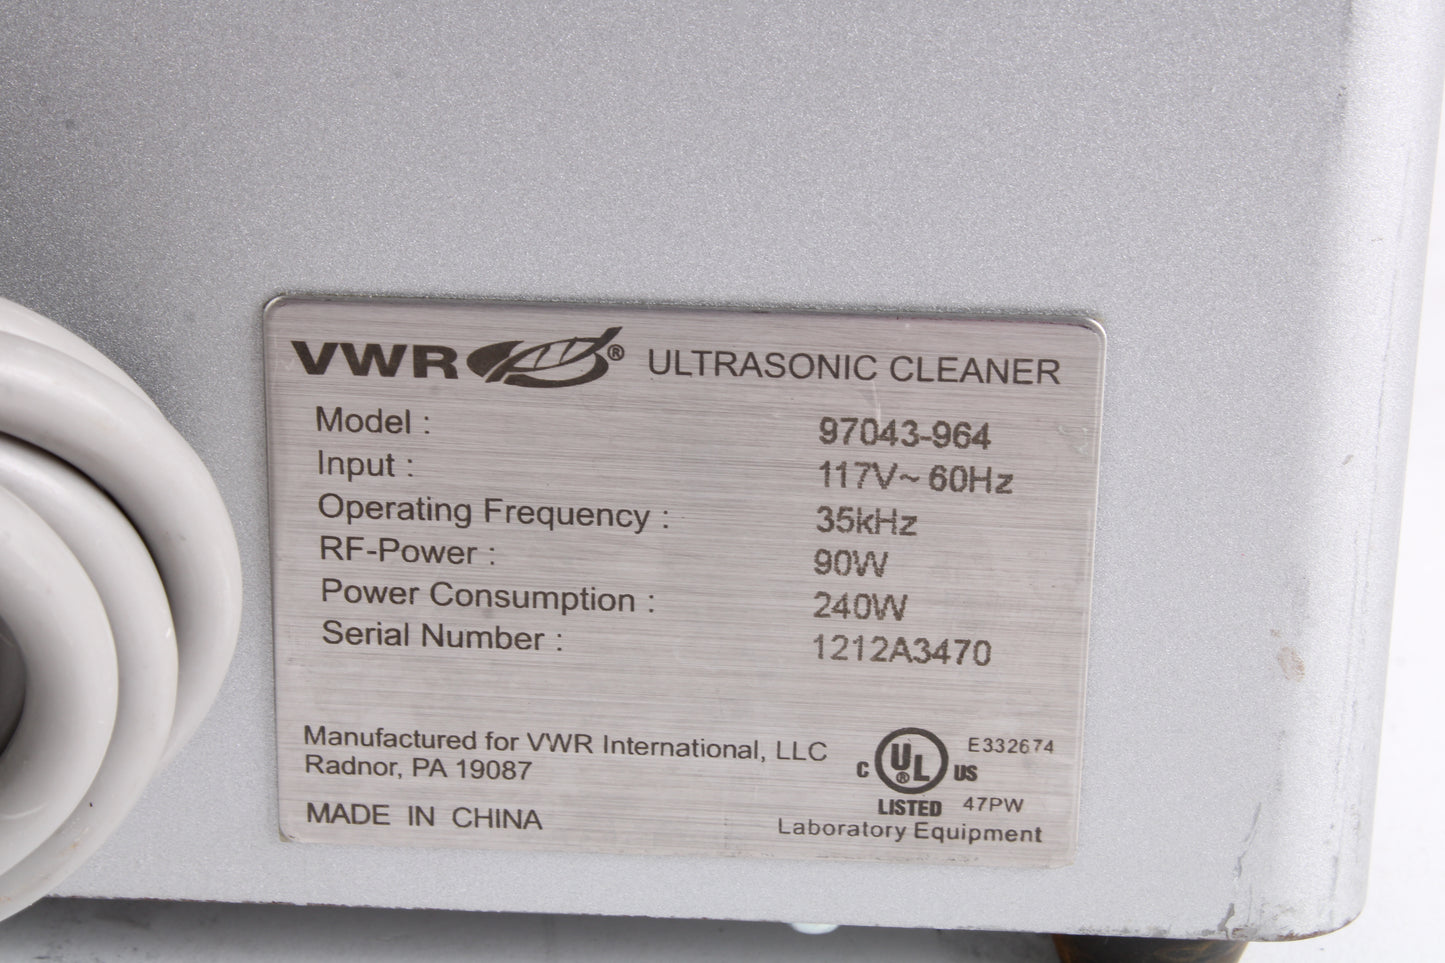 VWR® ULTRASONIC CLEANER
Model : 97043-964
Input : 117V~ 60Hz
Operating Frequency : 35kHz
RF-Power : 90W
Power Consumption : 240W
Serial Number : 1212A3470
Manufactured for VWR International, LLC
Radnor, PA 19087
MADE IN CHINA
C UL® US E332674
LISTED 47PW
Laboratory Equipment